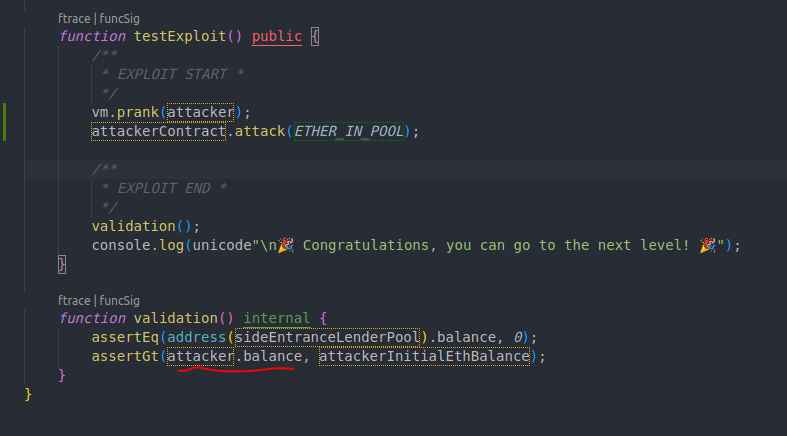 ftrace | funcSig
function testExploit() public {
/**
* EXPLOIT START *
*/
vm.prank(attacker);
attackerContract.attack(ETHER_IN_POOL);
/**
* EXPLOIT END *
*/
validation();
console.log(unicode"\n🎉 Congratulations, you can go to the next level! 🎉");
}
ftrace | funcSig
function validation() internal {
assertEq(address(sideEntranceLenderPool).balance, 0);
assertGt(attacker.balance, attackerInitialEthBalance);
}
}